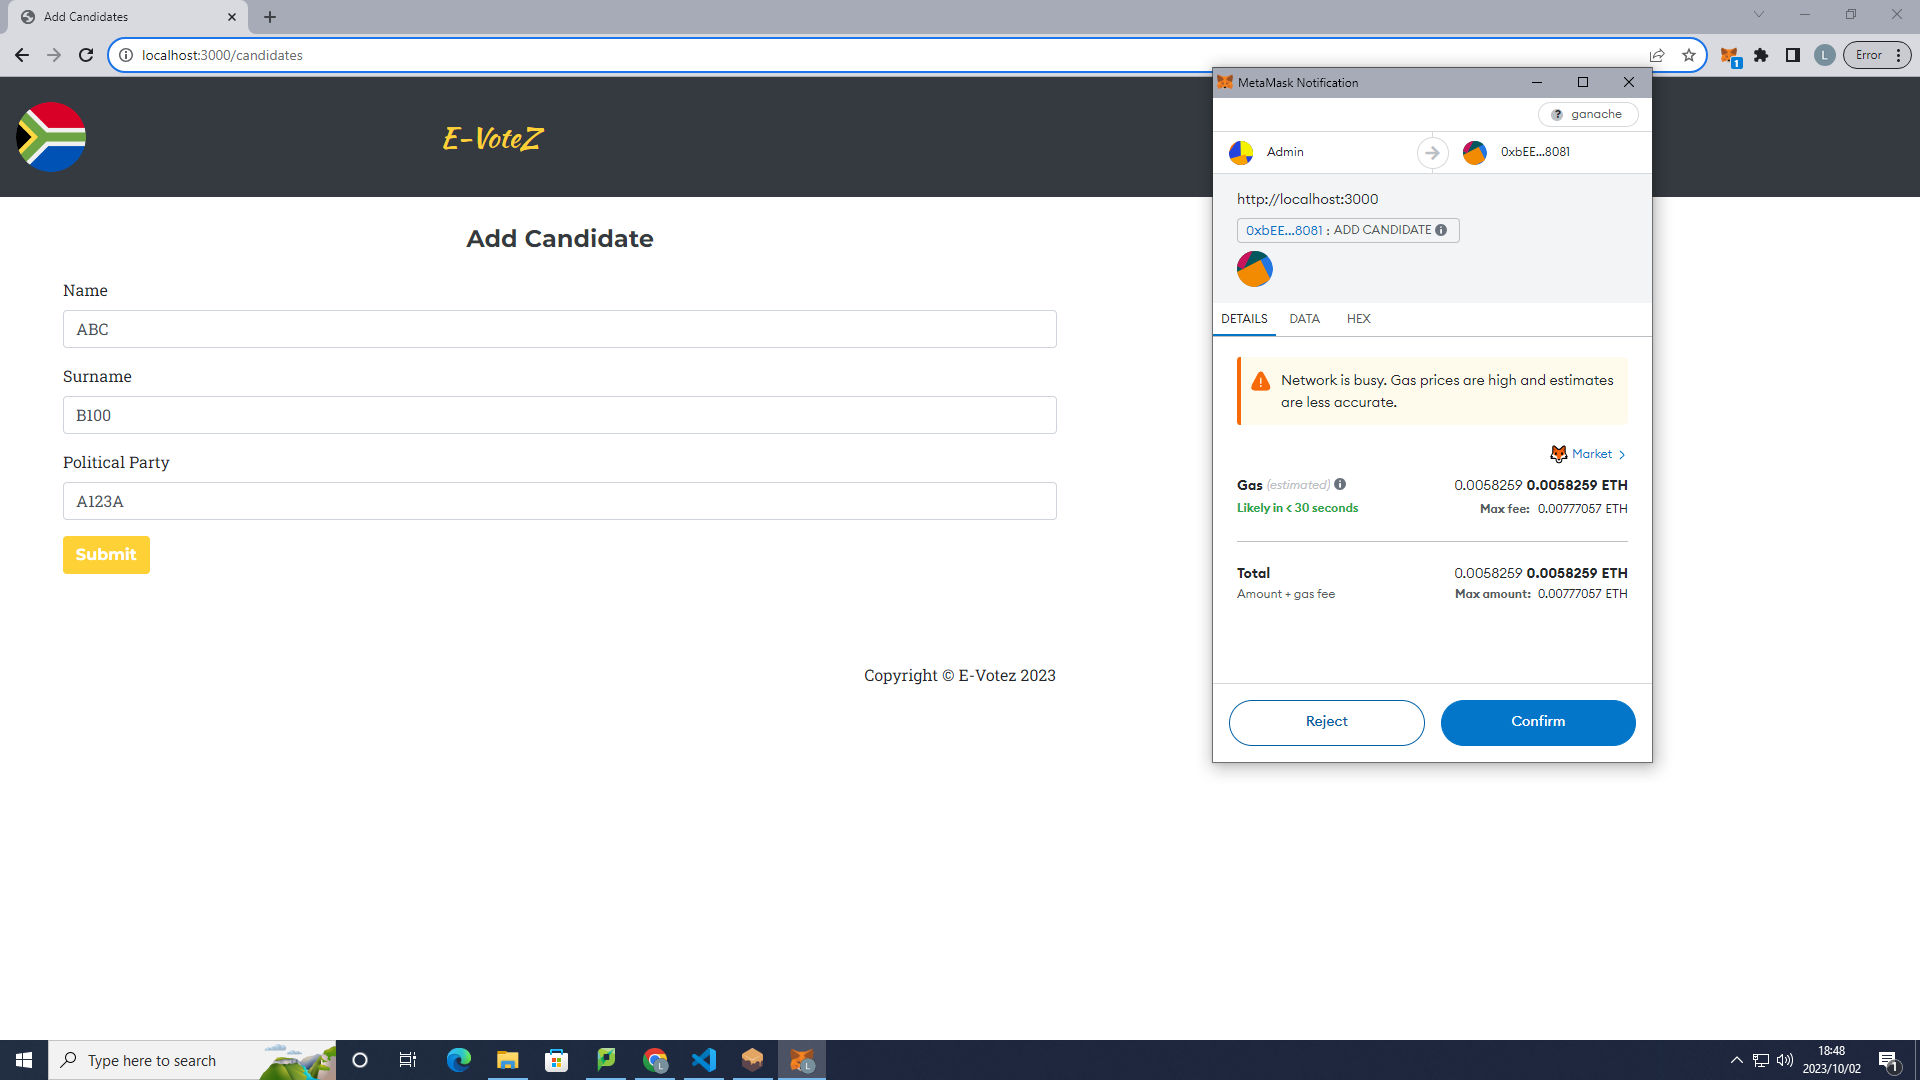 Add Candidates
localhost:3000/candidates
1
L
Error
E-VoteZ
Add Candidate
Name
ABC
Surname
B100
Political Party
A123A
Submit
Copyright © E-Votez 2023
MetaMask Notification
ganache
Admin
0xbEE...8081
http://localhost:3000
0xbEE...8081 : ADD CANDIDATE
DETAILS DATA HEX
Network is busy. Gas prices are high and estimates
are less accurate.
Market
Gas (estimated) 0.0058259 0.0058259 ETH
Likely in < 30 seconds Max fee: 0.00777057 ETH
Total 0.0058259 0.0058259 ETH
Amount + gas fee Max amount: 0.00777057 ETH
Reject Confirm
Type here to search
L
L
18:48
2023/10/02
1